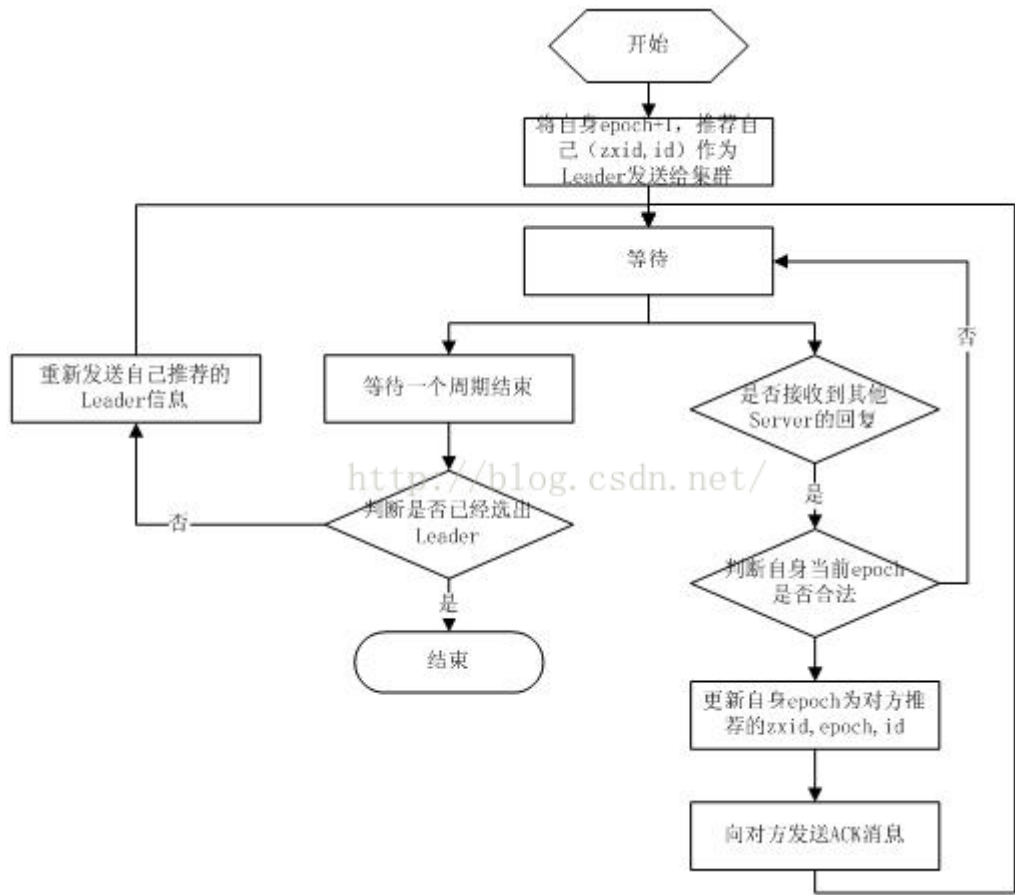 开始
将自身epoch+1，推荐自
己（zxid,id）作为
Leader发送给集群
等待
否
重新发送自己推荐的
Leader信息
等待一个周期结束
是否接收到其他
Server的回复
http://blog.csdn.net/
是
否
判断是否已经选出
Leader
判断自身当前epoch
是否合法
是
结束
更新自身epoch为对方推
荐的zxid,epoch,id
向对方发送ACK消息